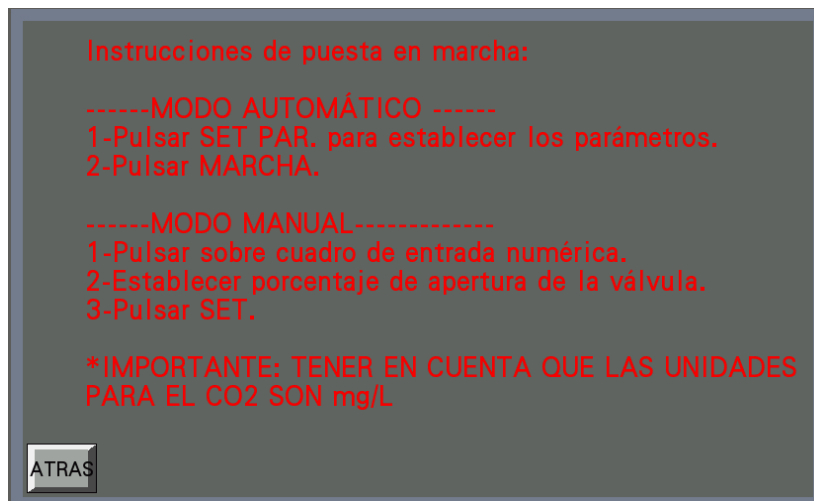 Instrucciones de puesta en marcha:
------MODO AUTOMÁTICO ------
1-Pulsar SET PAR. para establecer los parámetros.
2-Pulsar MARCHA.
------MODO MANUAL-------------
1-Pulsar sobre cuadro de entrada numérica.
2-Establecer porcentaje de apertura de la válvula.
3-Pulsar SET.
*IMPORTANTE: TENER EN CUENTA QUE LAS UNIDADES
PARA EL CO2 SON mg/L
ATRAS